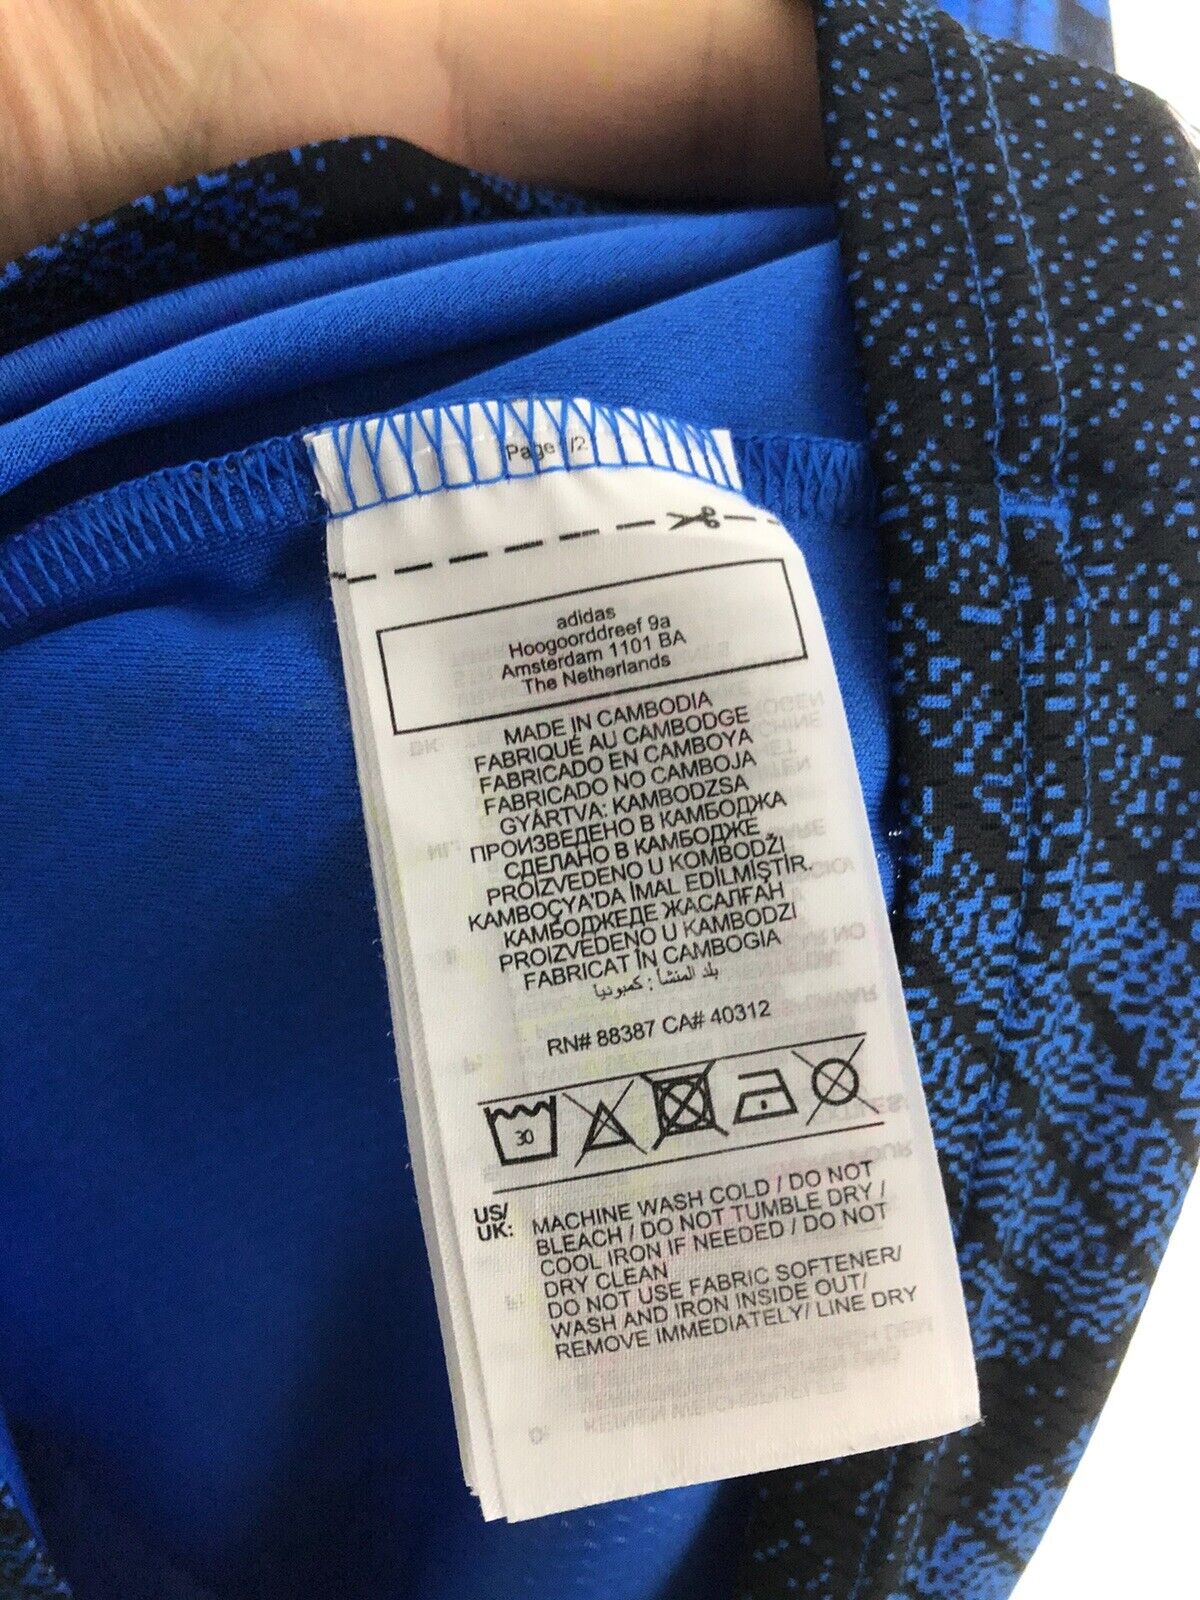 Page /2
adidas
Hoogoorddreef 9a
Amsterdam 1101 BA
The Netherlands
MADE IN CAMBODIA
FABRIQUÉ AU CAMBODGE
FABRICADO EN CAMBOYA
FABRICADO NO CAMBOJA
GYÁRTVA: KAMBODZSA
ПРОИЗВЕДЕНО В КАМБОДЖА
СДЕЛАНО В КАМБОДЖЕ
PROIZVEDENO U KOMBODŽI
KAMBOÇYA'DA İMAL EDİLMİŞTİR.
КАМБОДЖЕДЕ ЖАСАЛҒАН
PROIZVEDENO U KAMBODZI
FABRICAT ÎN CAMBOGIA
بلد المنشأ : كمبوديا
RN# 88387 CA# 40312
30
US/
UK:
MACHINE WASH COLD / DO NOT
BLEACH / DO NOT TUMBLE DRY /
COOL IRON IF NEEDED / DO NOT
DRY CLEAN
DO NOT USE FABRIC SOFTENER/
WASH AND IRON INSIDE OUT/
REMOVE IMMEDIATELY/ LINE DRY